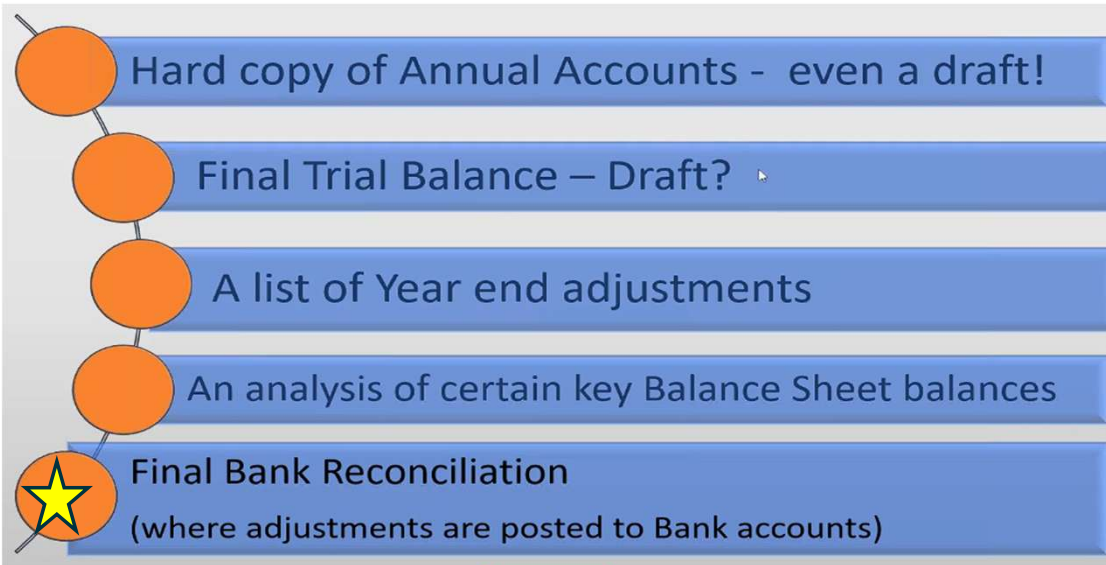 Hard copy of Annual Accounts - even a draft!
Final Trial Balance – Draft?
A list of Year end adjustments
An analysis of certain key Balance Sheet balances
Final Bank Reconciliation
(where adjustments are posted to Bank accounts)